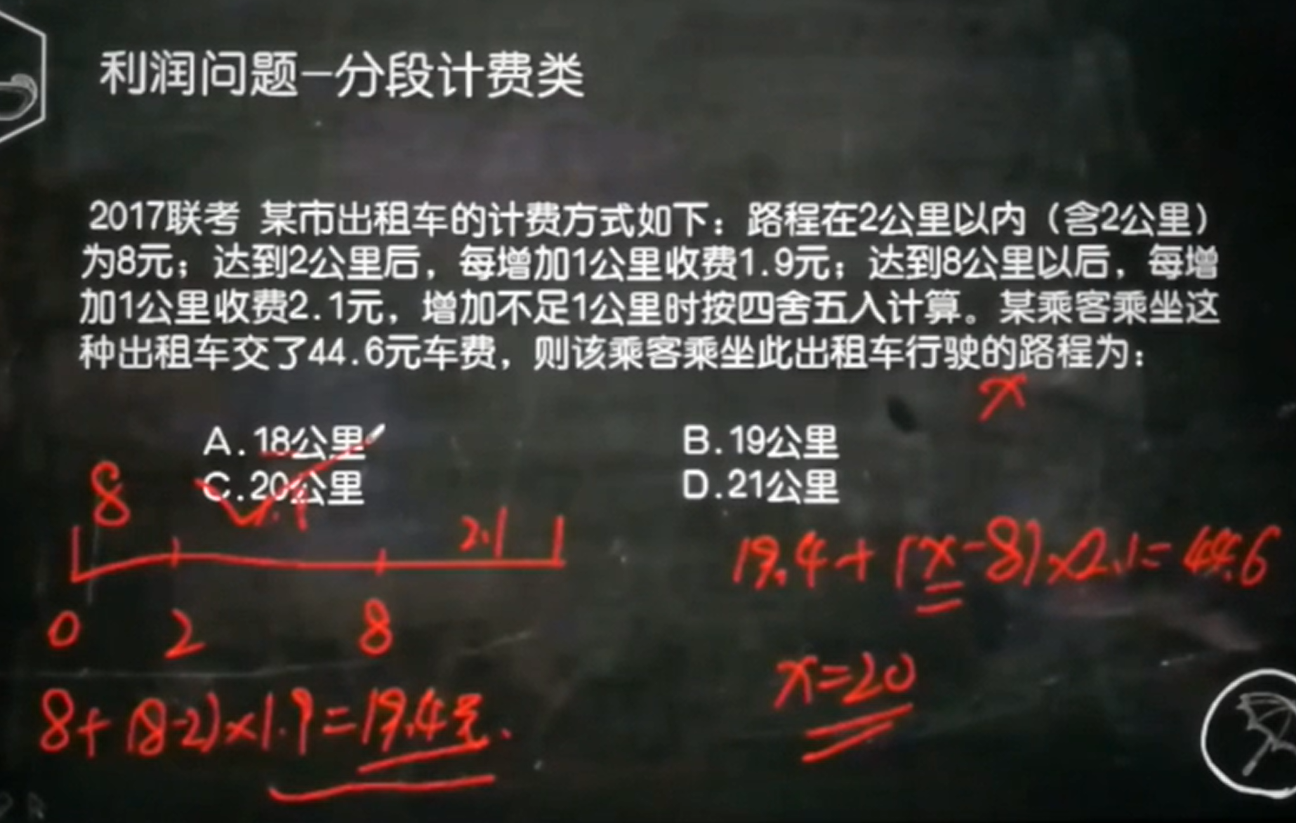 利润问题—分段计费类
2017联考 某市出租车的计费方式如下：路程在2公里以内（含2公里）
为8元；达到2公里后，每增加1公里收费1.9元；达到8公里以后，每增
加1公里收费2.1元，增加不足1公里时按四舍五入计算。某乘客乘坐这
种出租车交了44.6元车费，则该乘客乘坐此出租车行驶的路程为：
x
A.18公里 B.19公里
C.20公里 D.21公里
8 1.9 2.1
0 2 8
19.4+(x-8)×2.1=44.6
x=20
8+(8-2)×1.9=19.4元.